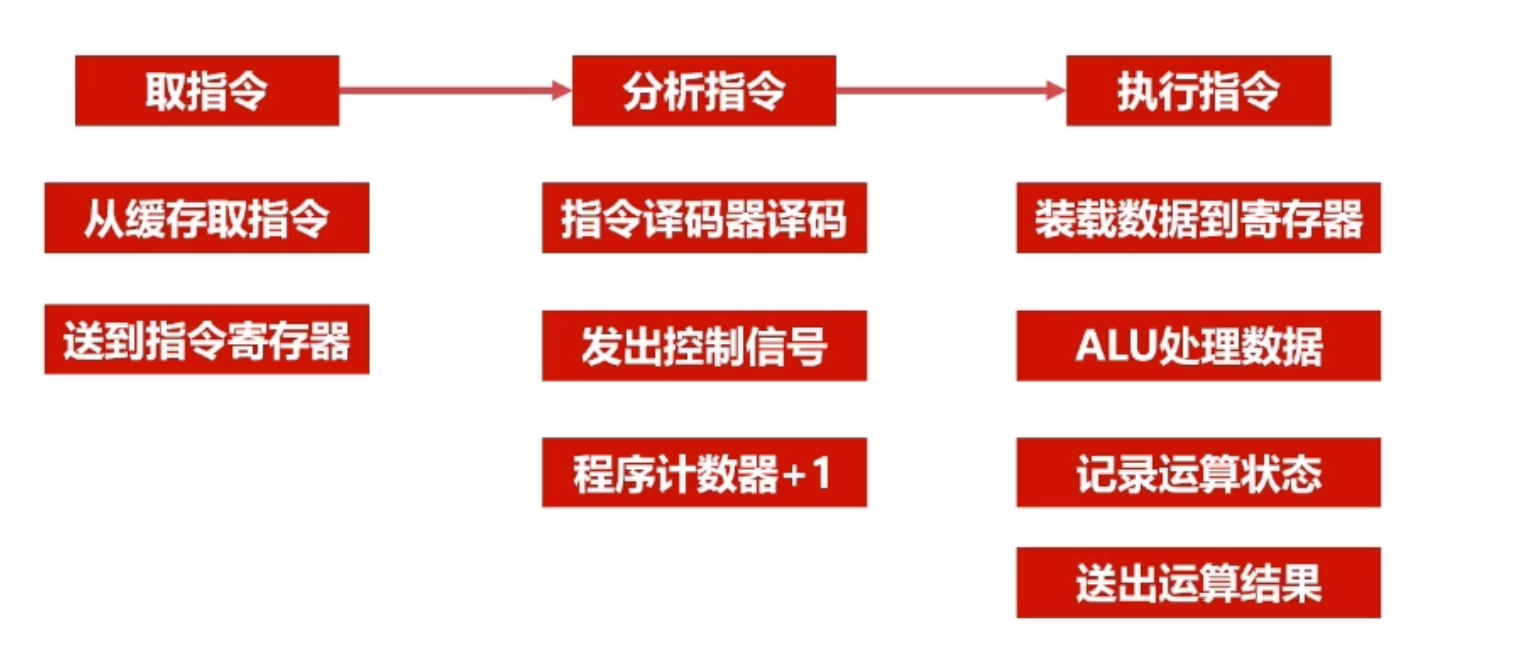 取指令
分析指令
执行指令
从缓存取指令
指令译码器译码
装载数据到寄存器
送到指令寄存器
发出控制信号
ALU处理数据
程序计数器+1
记录运算状态
送出运算结果